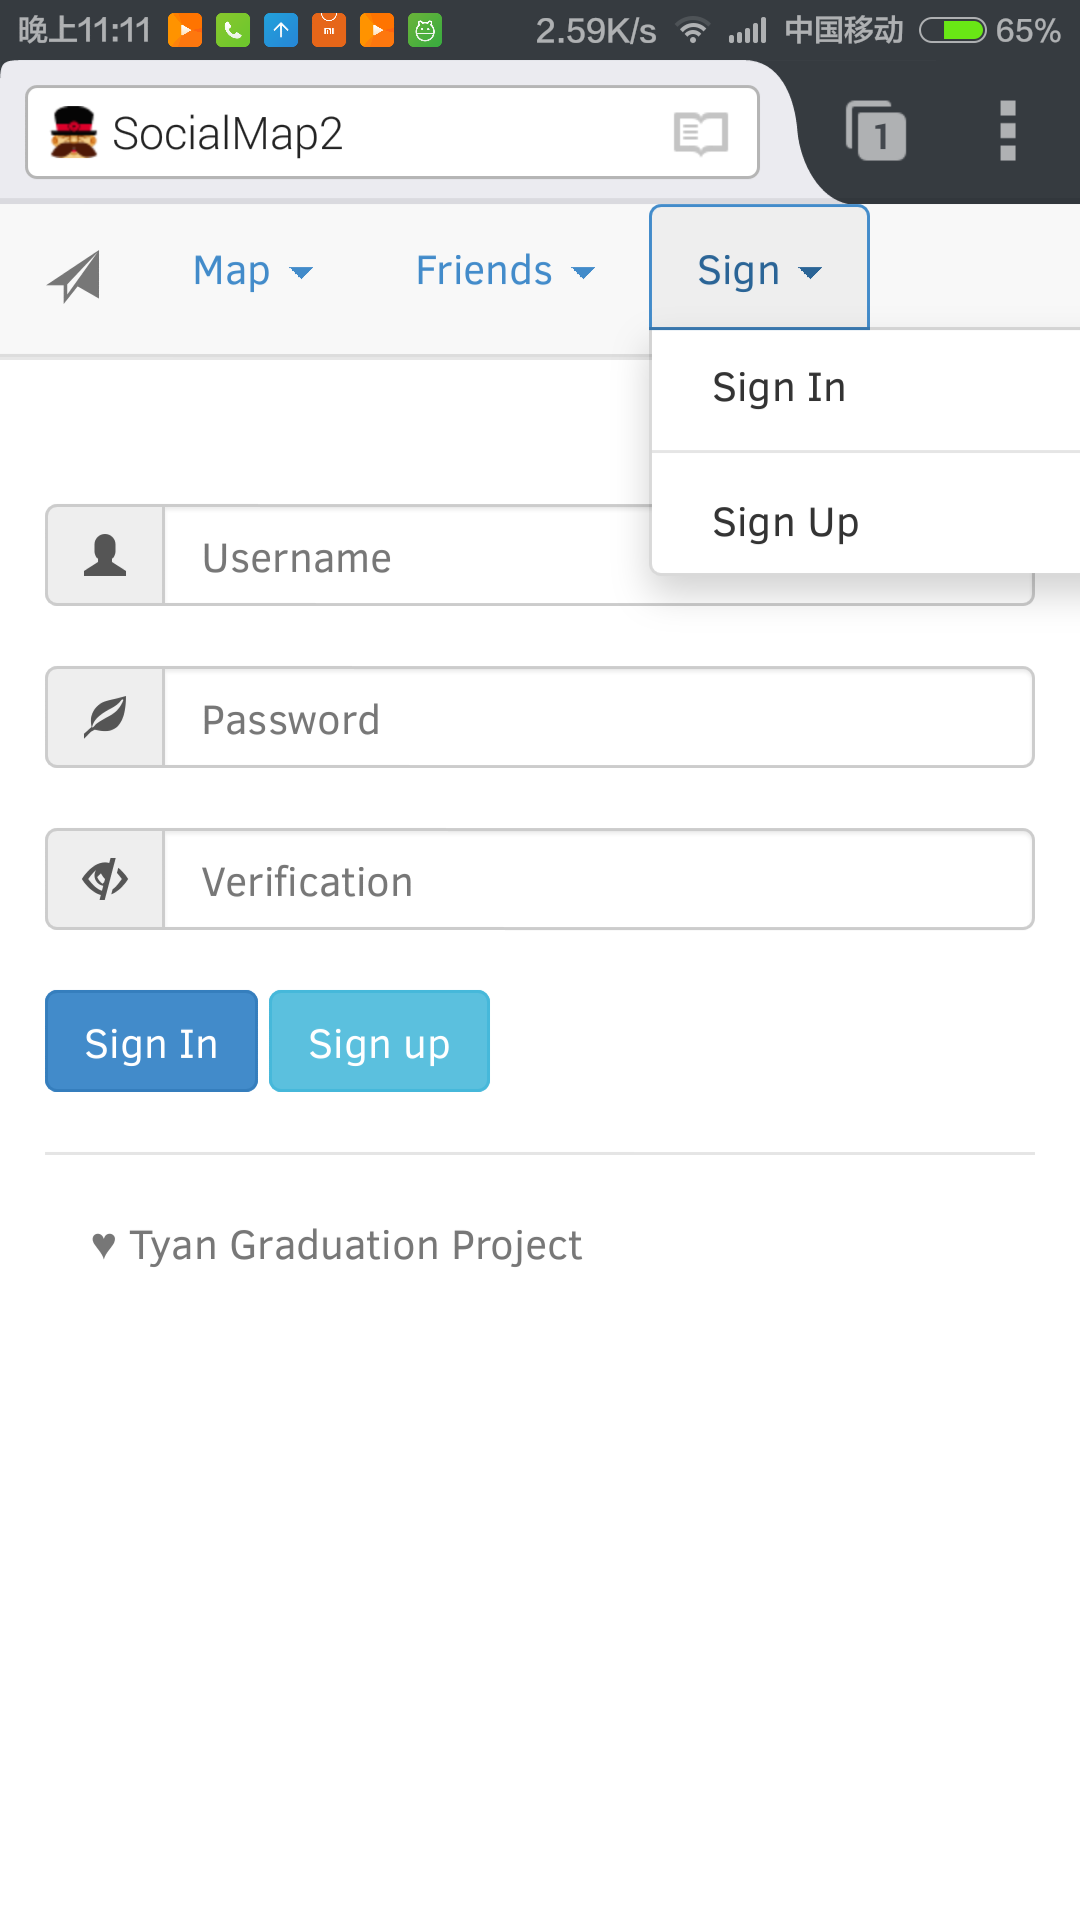 晚上11:11 2.59K/s 中国移动 65%
SocialMap2 1
Map Friends Sign
Sign In
Sign Up
Username
Password
Verification
Sign In Sign up
♥ Tyan Graduation Project